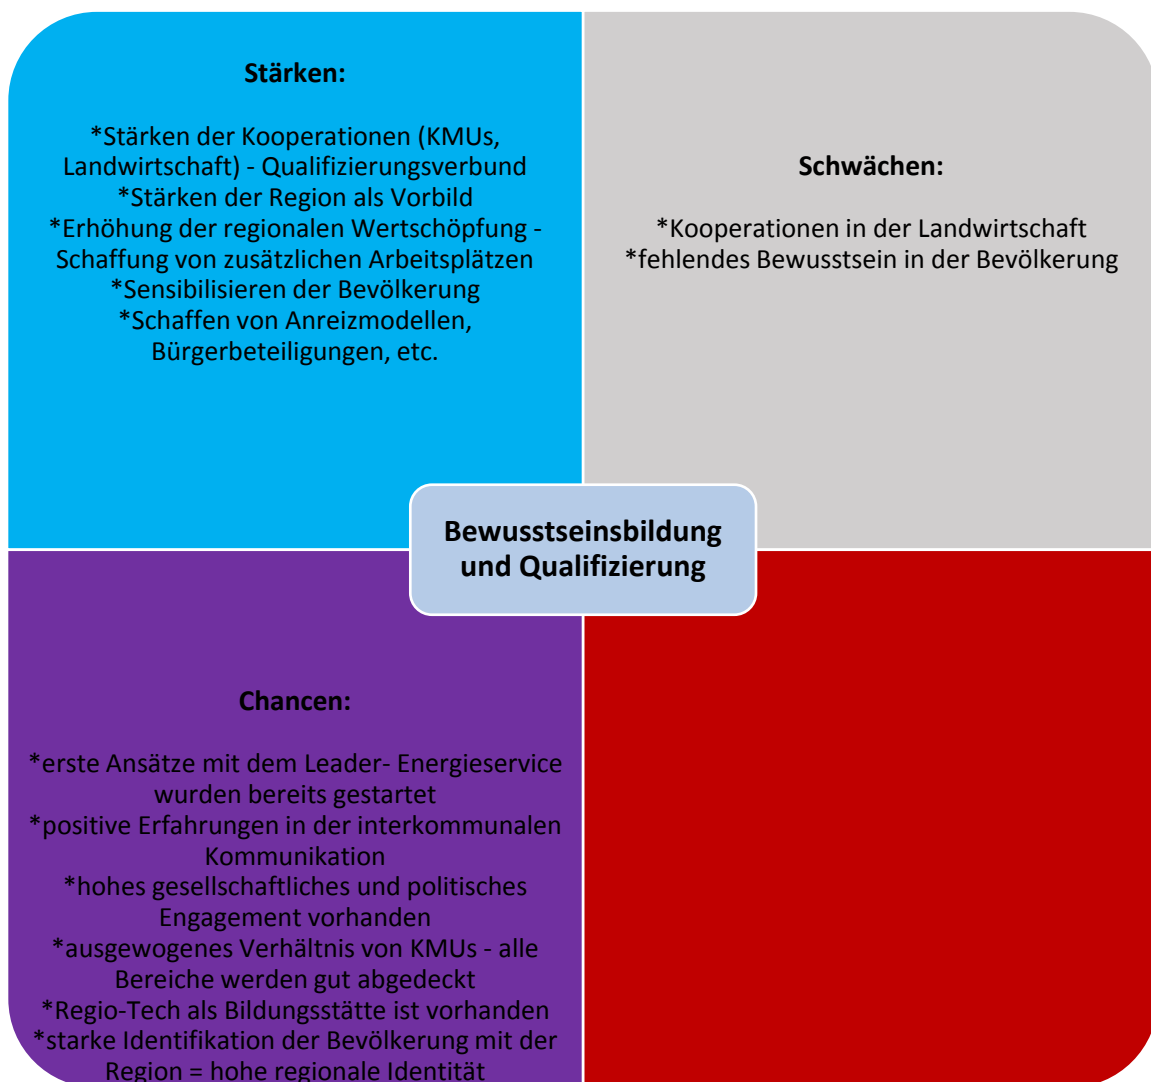 Stärken:
*Stärken der Kooperationen (KMUs,
Landwirtschaft) - Qualifizierungsverbund
*Stärken der Region als Vorbild
*Erhöhung der regionalen Wertschöpfung -
Schaffung von zusätzlichen Arbeitsplätzen
*Sensibilisieren der Bevölkerung
*Schaffen von Anreizmodellen,
Bürgerbeteiligungen, etc.
Schwächen:
*Kooperationen in der Landwirtschaft
*fehlendes Bewusstsein in der Bevölkerung
Bewusstseinsbildung
und Qualifizierung
Chancen:
*erste Ansätze mit dem Leader- Energieservice
wurden bereits gestartet
*positive Erfahrungen in der interkommunalen
Kommunikation
*hohes gesellschaftliches und politisches
Engagement vorhanden
*ausgewogenes Verhältnis von KMUs - alle
Bereiche werden gut abgedeckt
*Regio-Tech als Bildungsstätte ist vorhanden
*starke Identifikation der Bevölkerung mit der
Region = hohe regionale Identität